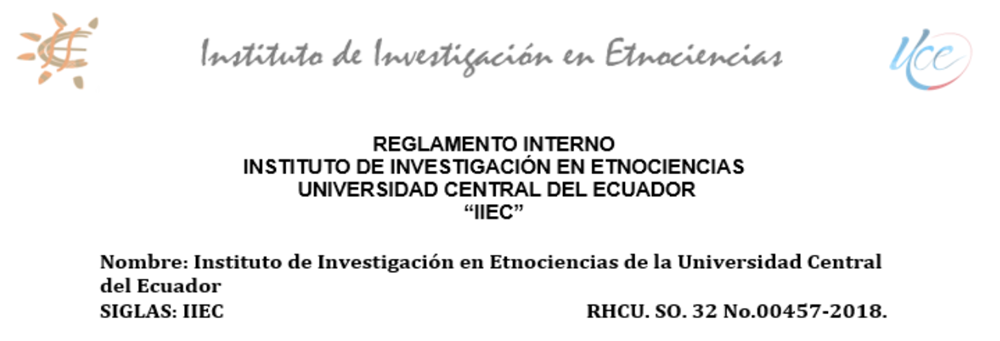 Instituto de Investigación en Etnociencias
Ucc
REGLAMENTO INTERNO
INSTITUTO DE INVESTIGACIÓN EN ETNOCIENCIAS
UNIVERSIDAD CENTRAL DEL ECUADOR
“IIEC”
Nombre: Instituto de Investigación en Etnociencias de la Universidad Central
del Ecuador
SIGLAS: IIEC RHCU. SO. 32 No.00457-2018.